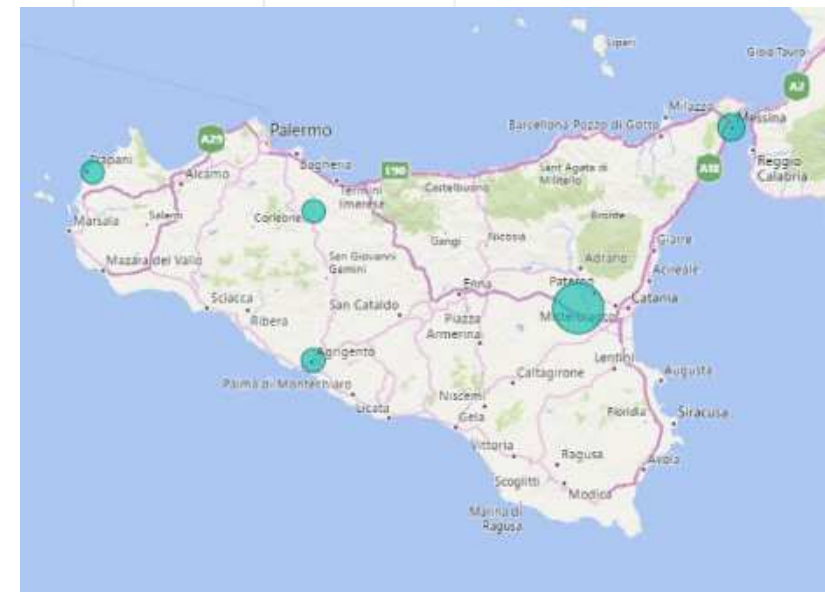 Lipari
Gioia Tauro
A2
Milazzo
Messina
Barcellona Pozzo di Gotto
Palermo
A29
Trapani
Bagheria
E90
Sant'Agata di
Militello
A18
Reggio
Calabria
Alcamo
Termini
Imerese
Castelbuono
Marsala
Salemi
Corleone
Bronte
Gangi
Nicosia
Giarre
Mazara del Vallo
San Giovanni
Gemini
Adrano
Acireale
Enna
Paternò
Sciacca
San Cataldo
Catania
Ribera
Piazza
Armerina
Misterbianco
Agrigento
Lentini
Palma di Montechiaro
Caltagirone
Augusta
Licata
Niscemi
Gela
Floridia
Siracusa
Vittoria
Ragusa
Avola
Scoglitti
Modica
Marina di
Ragusa